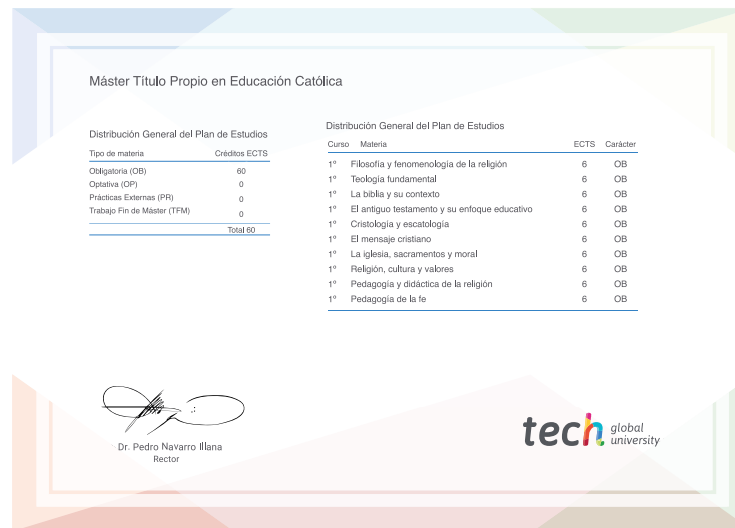 Máster Título Propio en Educación Católica
Distribución General del Plan de Estudios
Tipo de materia Créditos ECTS
Obligatoria (OB) 60
Optativa (OP) 0
Prácticas Externas (PR) 0
Trabajo Fin de Máster (TFM) 0
Total 60
Distribución General del Plan de Estudios
Curso Materia ECTS Carácter
1º Filosofía y fenomenología de la religión 6 OB
1º Teología fundamental 6 OB
1º La biblia y su contexto 6 OB
1º El antiguo testamento y su enfoque educativo 6 OB
1º Cristología y escatología 6 OB
1º El mensaje cristiano 6 OB
1º La iglesia, sacramentos y moral 6 OB
1º Religión, cultura y valores 6 OB
1º Pedagogía y didáctica de la religión 6 OB
1º Pedagogía de la fe 6 OB
Dr. Pedro Navarro Illana
Rector
tech global
university